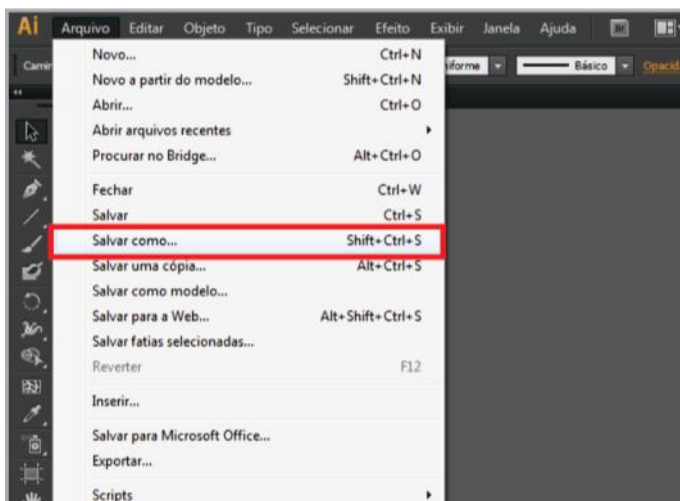 Ai Arquivo Editar Objeto Tipo Selecionar Efeito Exibir Janela Ajuda Br
Novo... Ctrl+N
Básico
Novo a partir do modelo... Shift+Ctrl+N
Abrir... Ctrl+O
Abrir arquivos recentes
Procurar no Bridge... Alt+Ctrl+O
Fechar Ctrl+W
Salvar Ctrl+S
Salvar como... Shift+Ctrl+S
Salvar uma cópia... Alt+Ctrl+S
Salvar como modelo...
Salvar para a Web... Alt+Shift+Ctrl+S
Salvar fatias selecionadas...
Reverter F12
Inserir...
Salvar para Microsoft Office...
Exportar...
Scripts